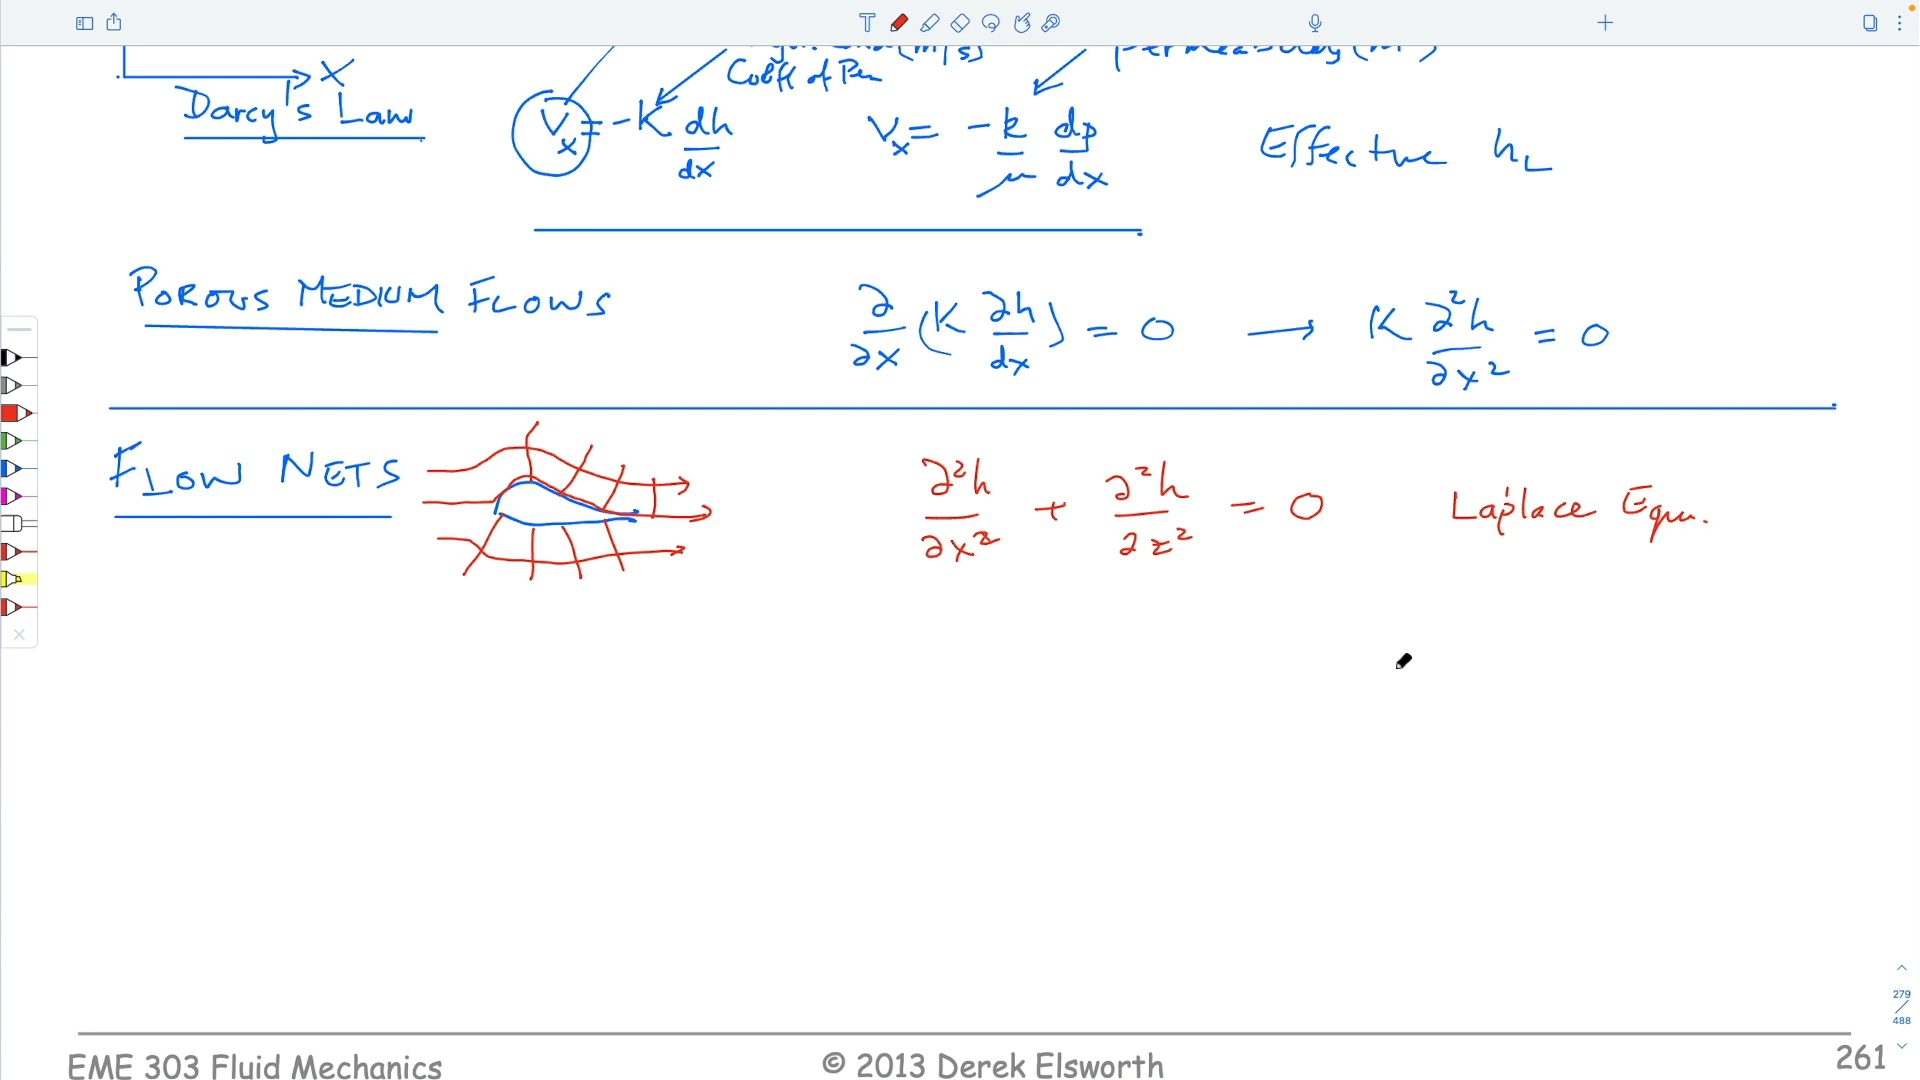 T
X
Coeff of Per
Darcy's Law
Vx = -K dh/dx
Vx = -k/μ dp/dx
Effective hL
POROUS MEDIUM FLOWS
∂/∂x (K ∂h/dx) = 0 → K ∂²h/∂x² = 0
FLOW NETS
∂²h/∂x² + ∂²h/∂z² = 0
Laplace Equn.
279
488
EME 303 Fluid Mechanics
© 2013 Derek Elsworth
261